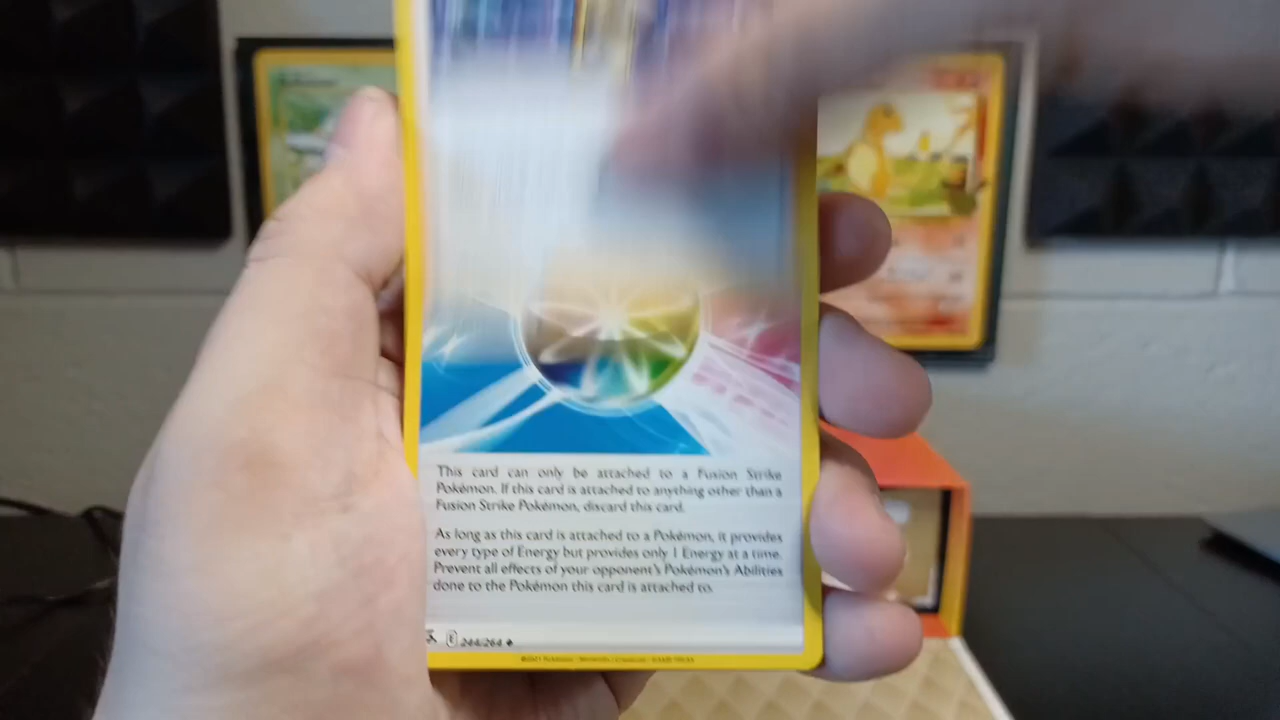 This card can only be attached to a Fusion Strike
Pokémon. If this card is attached to anything other than a
Fusion Strike Pokémon, discard this card.
As long as this card is attached to a Pokémon, it provides
every type of Energy but provides only 1 Energy at a time.
Prevent all effects of your opponent's Pokémon's Abilities
done to the Pokémon this card is attached to.
E 244/264